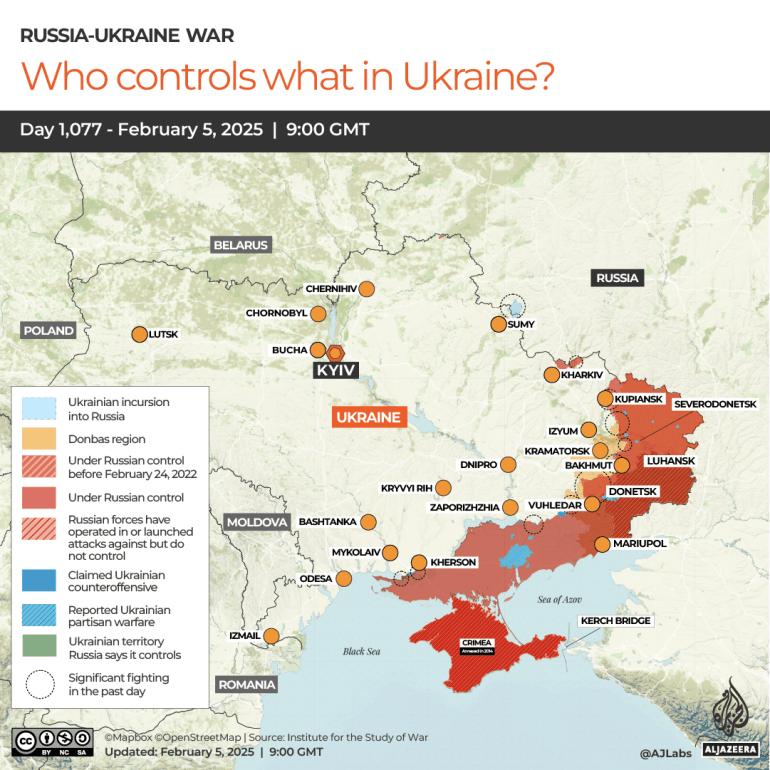 RUSSIA-UKRAINE WAR
Who controls what in Ukraine?
Day 1,077 - February 5, 2025 | 9:00 GMT
BELARUS
RUSSIA
CHERNIHIV
CHORNOBYL
POLAND
LUTSK
SUMY
BUCHA
KYIV
KHARKIV
UKRAINE
KUPIANSK
SEVERODONETSK
IZYUM
KRAMATORSK
DNIPRO
BAKHMUT
LUHANSK
KRYVYI RIH
DONETSK
ZAPORIZHZHIA
VUHLEDAR
MOLDOVA
BASHTANKA
MYKOLAIV
MARIUPOL
KHERSON
ODESA
Sea of Azov
KERCH BRIDGE
IZMAIL
CRIMEA
Annexed in 2014
Black Sea
ROMANIA
Ukrainian incursion
into Russia
Donbas region
Under Russian control
before February 24, 2022
Under Russian control
Russian forces have
operated in or launched
attacks against but do
not control
Claimed Ukrainian
counteroffensive
Reported Ukrainian
partisan warfare
Ukrainian territory
Russia says it controls
Significant fighting
in the past day
cc BY NC SA
©Mapbox ©OpenStreetMap | Source: Institute for the Study of War
Updated: February 5, 2025 | 9:00 GMT
@AJLabs
ALJAZEERA